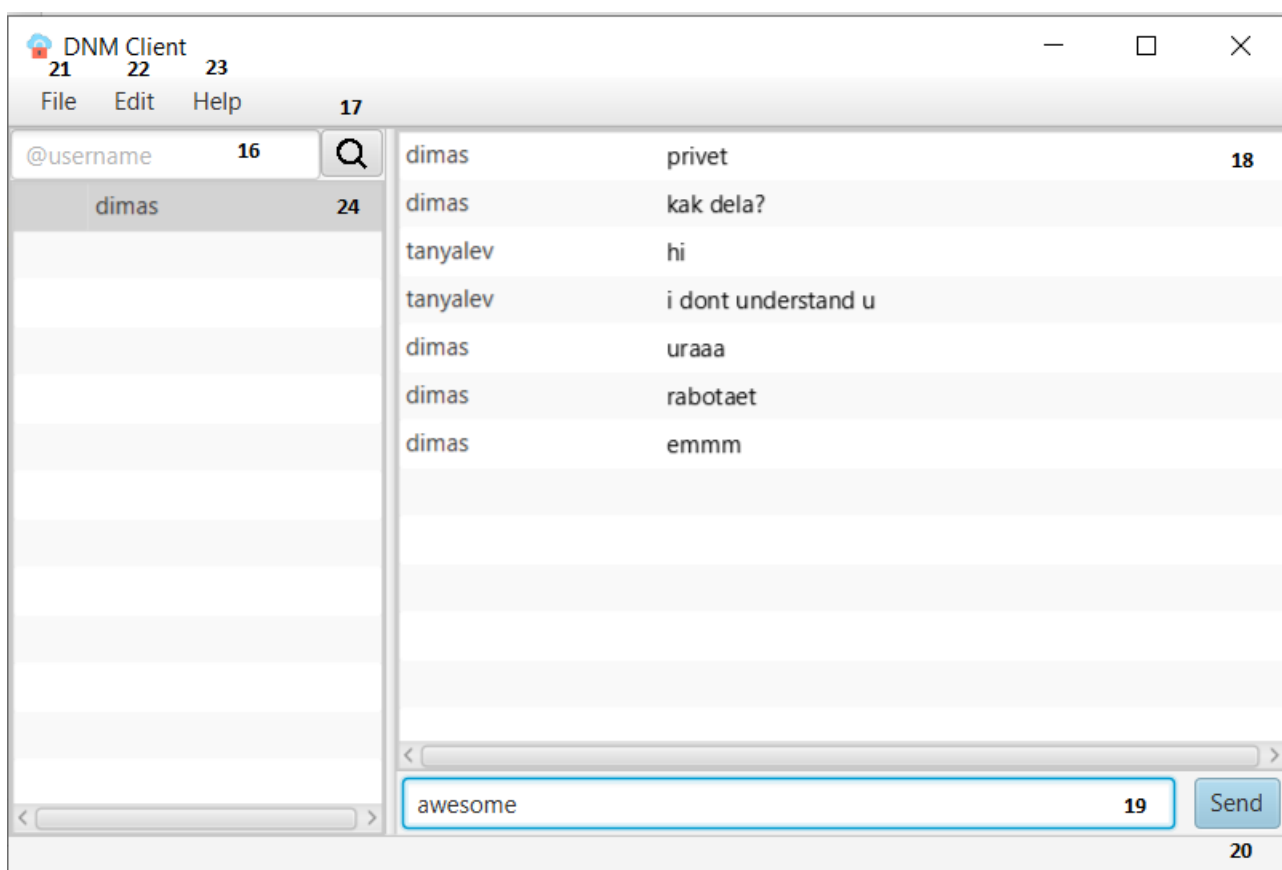 DNM Client
21 22 23
File Edit Help 17
@username 16
dimas 24
dimas privet 18
dimas kak dela?
tanyalev hi
tanyalev i dont understand u
dimas uraaa
dimas rabotaet
dimas emmm
awesome 19 Send
20